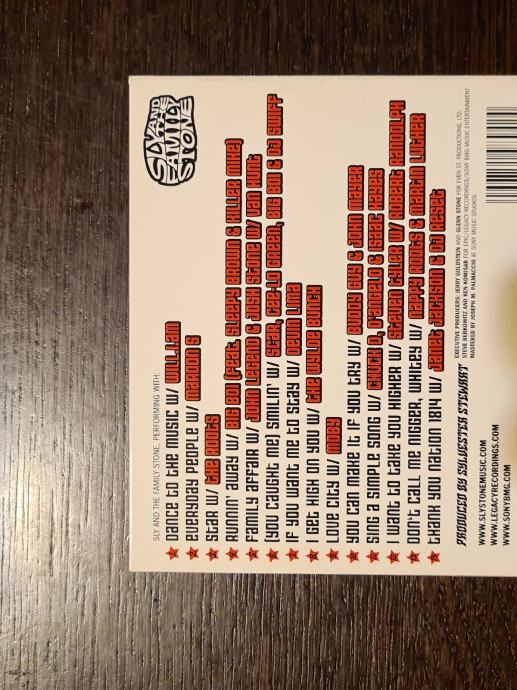 SLY AND THE FAMILY STONE
SLY AND THE FAMILY STONE, PERFORMING WITH:
DANCE TO THE MUSIC W/ WILL.I.AM
EVERYDAY PEOPLE W/ MAROON 5
STAR W/ THE ROOTS
RUNNIN' AWAY W/ BIG BOI (FEAT. SLEEPY BROWN & KILLER MIKE)
FAMILY AFFAIR W/ JOHN LEGEND & JOSS STONE W/ VAN HUNT
(YOU CAUGHT ME) SMILIN' W/ STAR, CEE-LO GREEN, BIG BOI & DJ SWIFF
IF YOU WANT ME TO STAY W/ DEVIN LIMA
I GET HIGH ON YOU W/ THE WYLDE BUNCH
LOVE CITY W/ MOBY
YOU CAN MAKE IT IF YOU TRY W/ BUDDY GUY & JOHN MAYER
SING A SIMPLE SONG W/ CHUCK D, D'ANGELO & ISAAC HAYES
I WANT TO TAKE YOU HIGHER W/ STEVEN TYLER W/ ROBERT RANDOLPH
DON'T CALL ME NIGGER, WHITEY W/ NAPPY ROOTS & MARTIN LUTHER
THANK YOU NATION 1814 W/ JANET JACKSON & DJ RESET
PRODUCED BY SYLVESTER STEWART
EXECUTIVE PRODUCERS: JERRY GOLDSTEIN AND GLENN STONE FOR EVEN ST. PRODUCTIONS, LTD.
STEVE BERKOWITZ AND KEN KOMISAR FOR EPIC/LEGACY RECORDINGS/SONY BMG MUSIC ENTERTAINMENT
MASTERED BY JOSEPH M. PALMACCIO AT SONY MUSIC STUDIOS
WWW.SLYSTONEMUSIC.COM
WWW.LEGACYRECORDINGS.COM
WWW.SONYBMG.COM